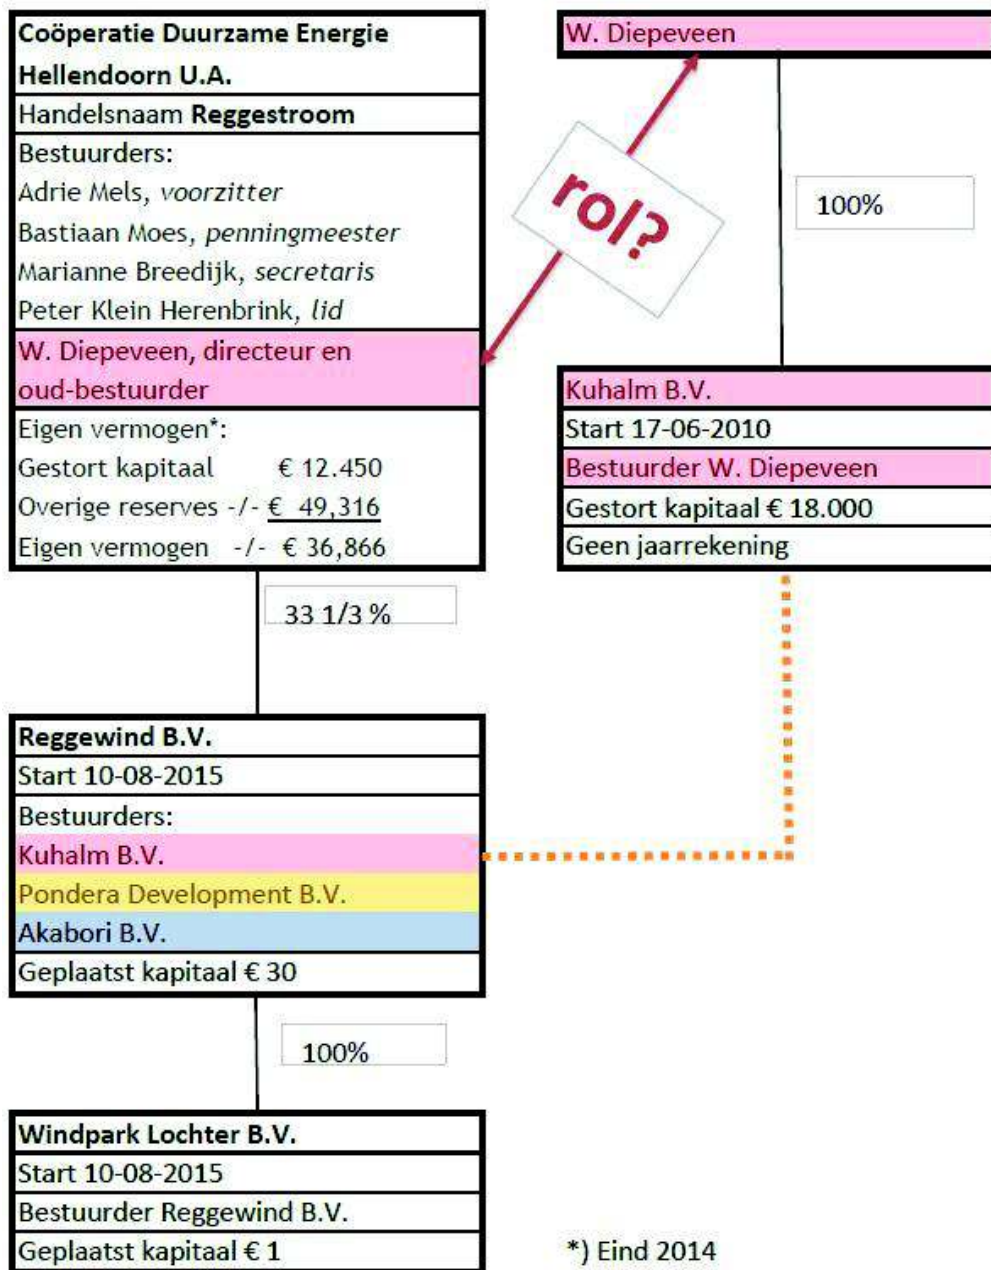 Coöperatie Duurzame Energie
Hellendoorn U.A.
Handelsnaam Reggestroom
Bestuurders:
Adrie Mels, voorzitter
Bastiaan Moes, penningmeester
Marianne Breedijk, secretaris
Peter Klein Herenbrink, lid
W. Diepeveen, directeur en
oud-bestuurder
Eigen vermogen*:
Gestort kapitaal € 12.450
Overige reserves -/- € 49,316
Eigen vermogen -/- € 36,866
W. Diepeveen
rol?
100%
Kuhalm B.V.
Start 17-06-2010
Bestuurder W. Diepeveen
Gestort kapitaal € 18.000
Geen jaarrekening
33 1/3 %
Reggewind B.V.
Start 10-08-2015
Bestuurders:
Kuhalm B.V.
Pondera Development B.V.
Akabori B.V.
Geplaatst kapitaal € 30
100%
Windpark Lochter B.V.
Start 10-08-2015
Bestuurder Reggewind B.V.
Geplaatst kapitaal € 1
*) Eind 2014